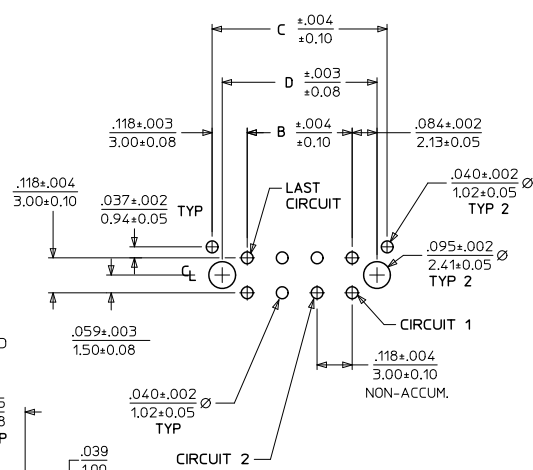 C ±.004
±0.10
D ±.003
±0.08
.118±.003
3.00±0.08
B ±.004
±0.10
.084±.002
2.13±0.05
.118±.004
3.00±0.10
.037±.002
0.94±0.05
TYP
LAST
CIRCUIT
.040±.002
1.02±0.05 Ø
TYP 2
CL
.095±.002
2.41±0.05 Ø
TYP 2
.059±.003
1.50±0.08
CIRCUIT 1
.118±.004
3.00±0.10
NON-ACCUM.
.040±.002
1.02±0.05 Ø
TYP
CIRCUIT 2
.039
1.00